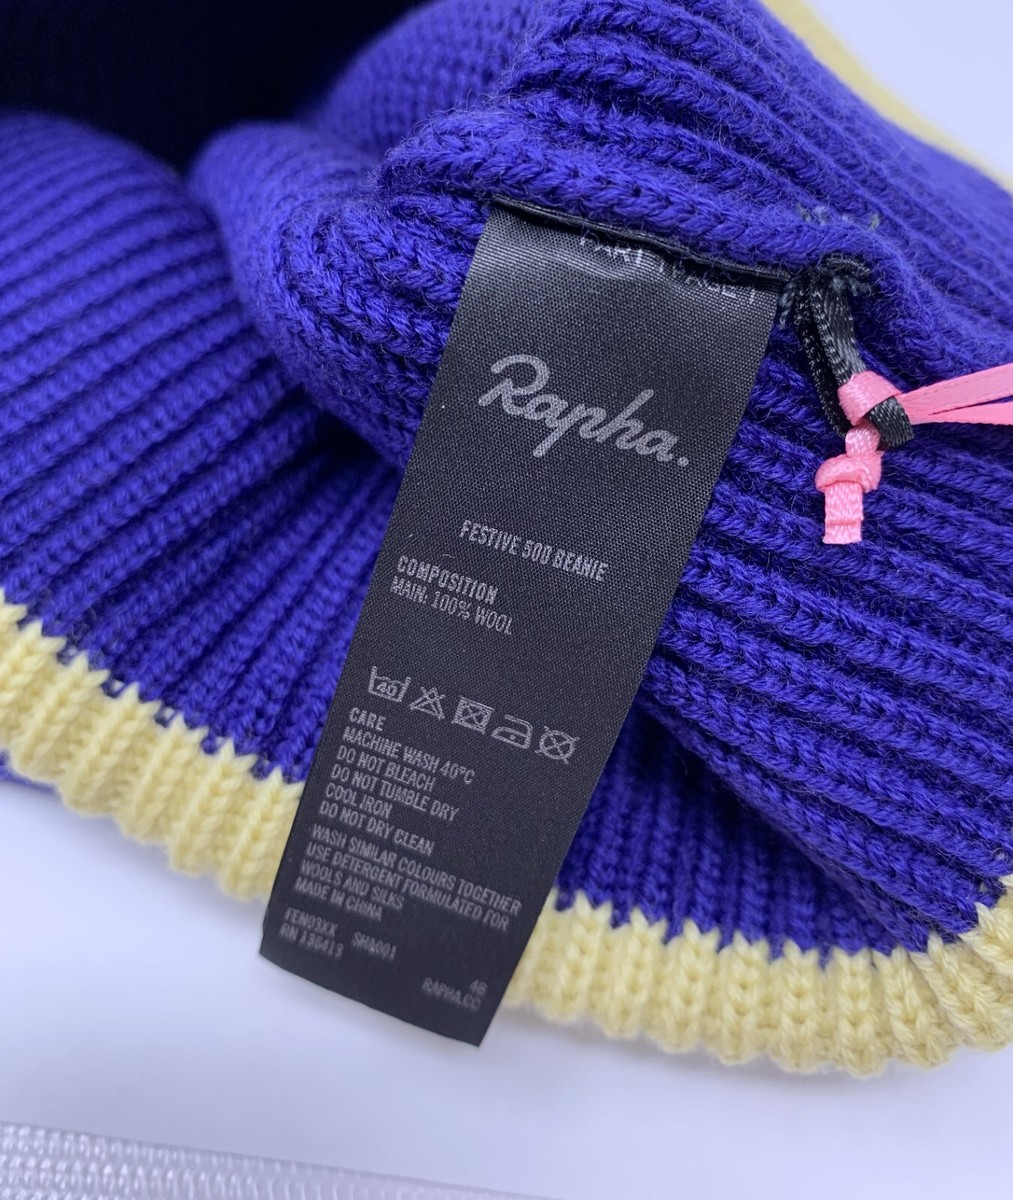 Rapha.
FESTIVE 500 BEANIE
COMPOSITION
MAIN: 100% WOOL
40
CARE
MACHINE WASH 40°C
DO NOT BLEACH
DO NOT TUMBLE DRY
COOL IRON
DO NOT DRY CLEAN
WASH SIMILAR COLOURS TOGETHER
USE DETERGENT FORMULATED FOR
WOOLS AND SILKS
MADE IN CHINA
FEN03XX SHA001
RN 136413
4B
RAPHA.CC